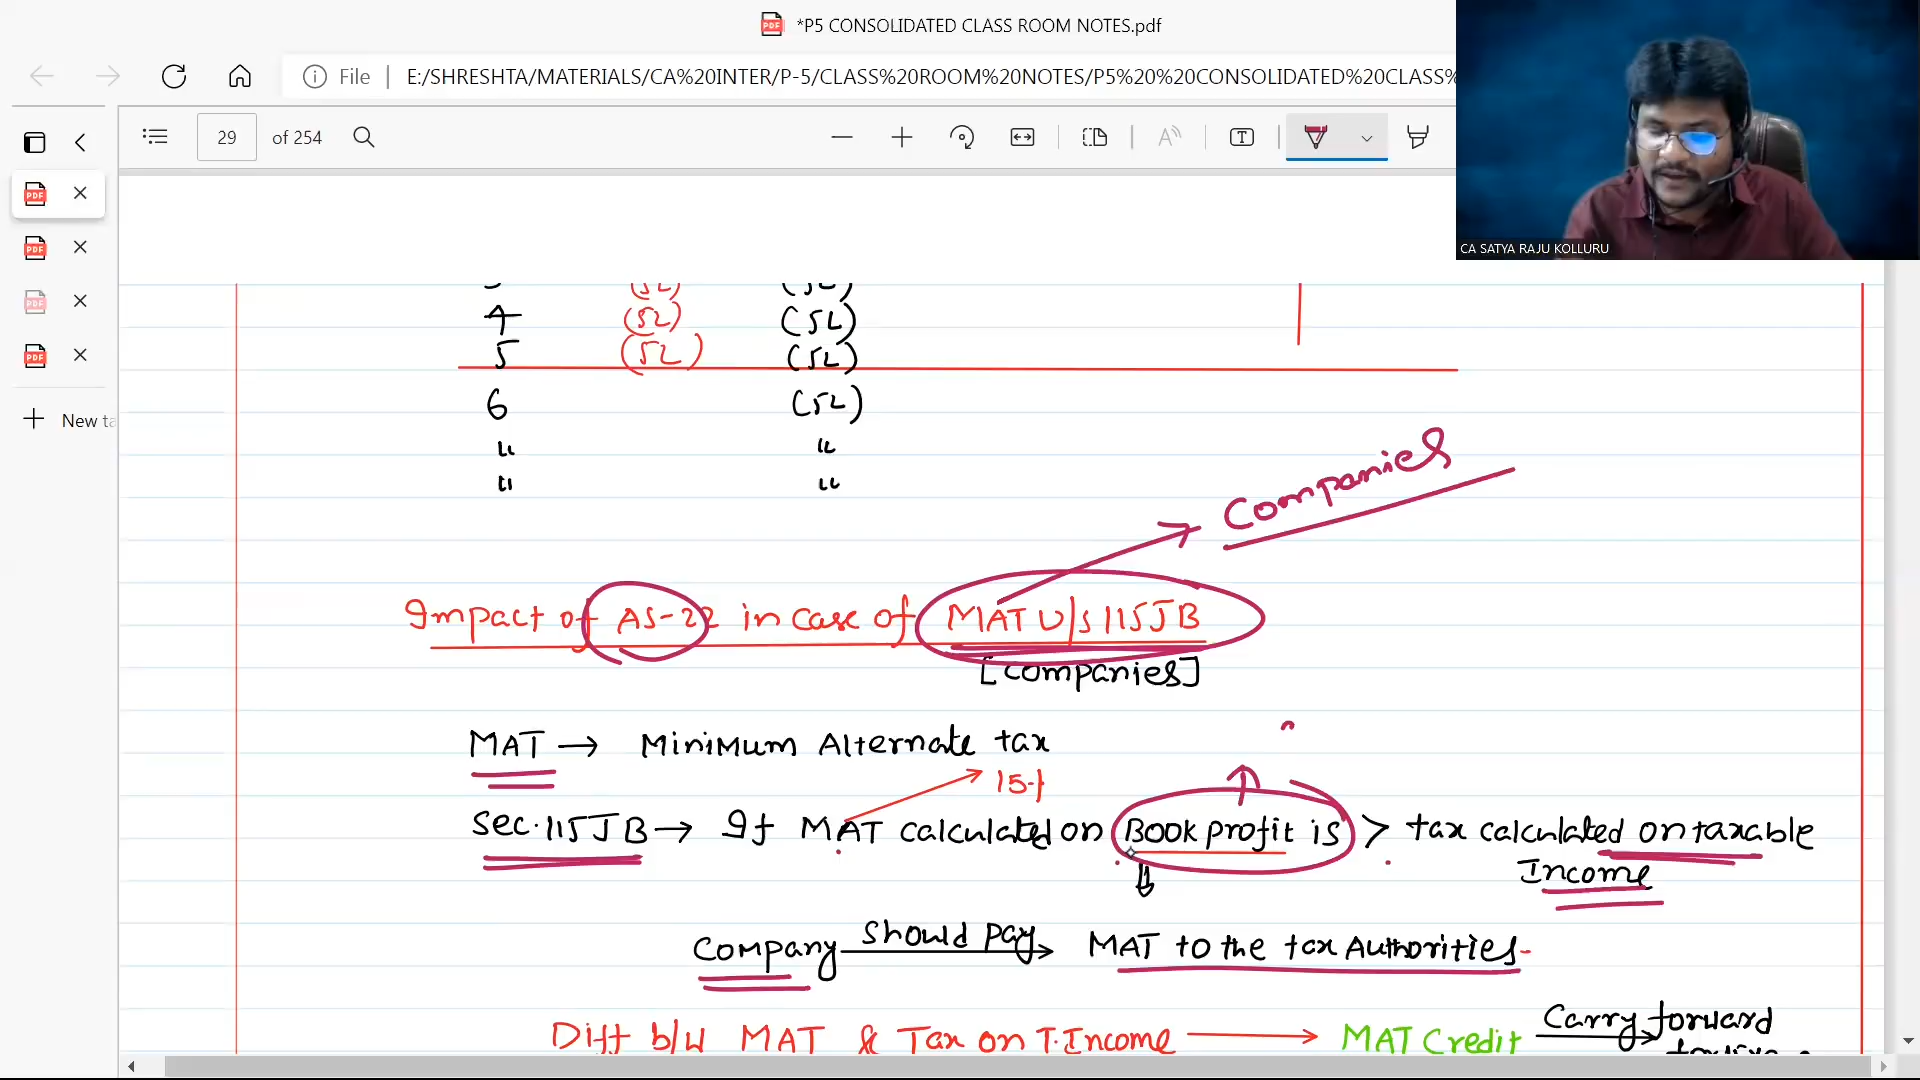 *P5 CONSOLIDATED CLASS ROOM NOTES.pdf
File
E:/SHRESHTA/MATERIALS/CA%20INTER/P-5/CLASS%20ROOM%20NOTES/P5%20%20CONSOLIDATED%20CLASS%
29 of 254
New ta
CA SATYA RAJU KOLLURU
4 (5L) (5L)
5 (5L) (5L)
6 (5L)
" "
" "
Companies
Impact of AS-22 in case of MAT U/s 115JB
[Companies]
MAT → Minimum Alternate tax
15%
Sec. 115JB → If MAT calculated on Book profit is > tax calculated on taxable
Income
Company should pay → MAT to the tax Authorities
Diff b/w MAT & Tax on T.Income → MAT Credit Carry forward